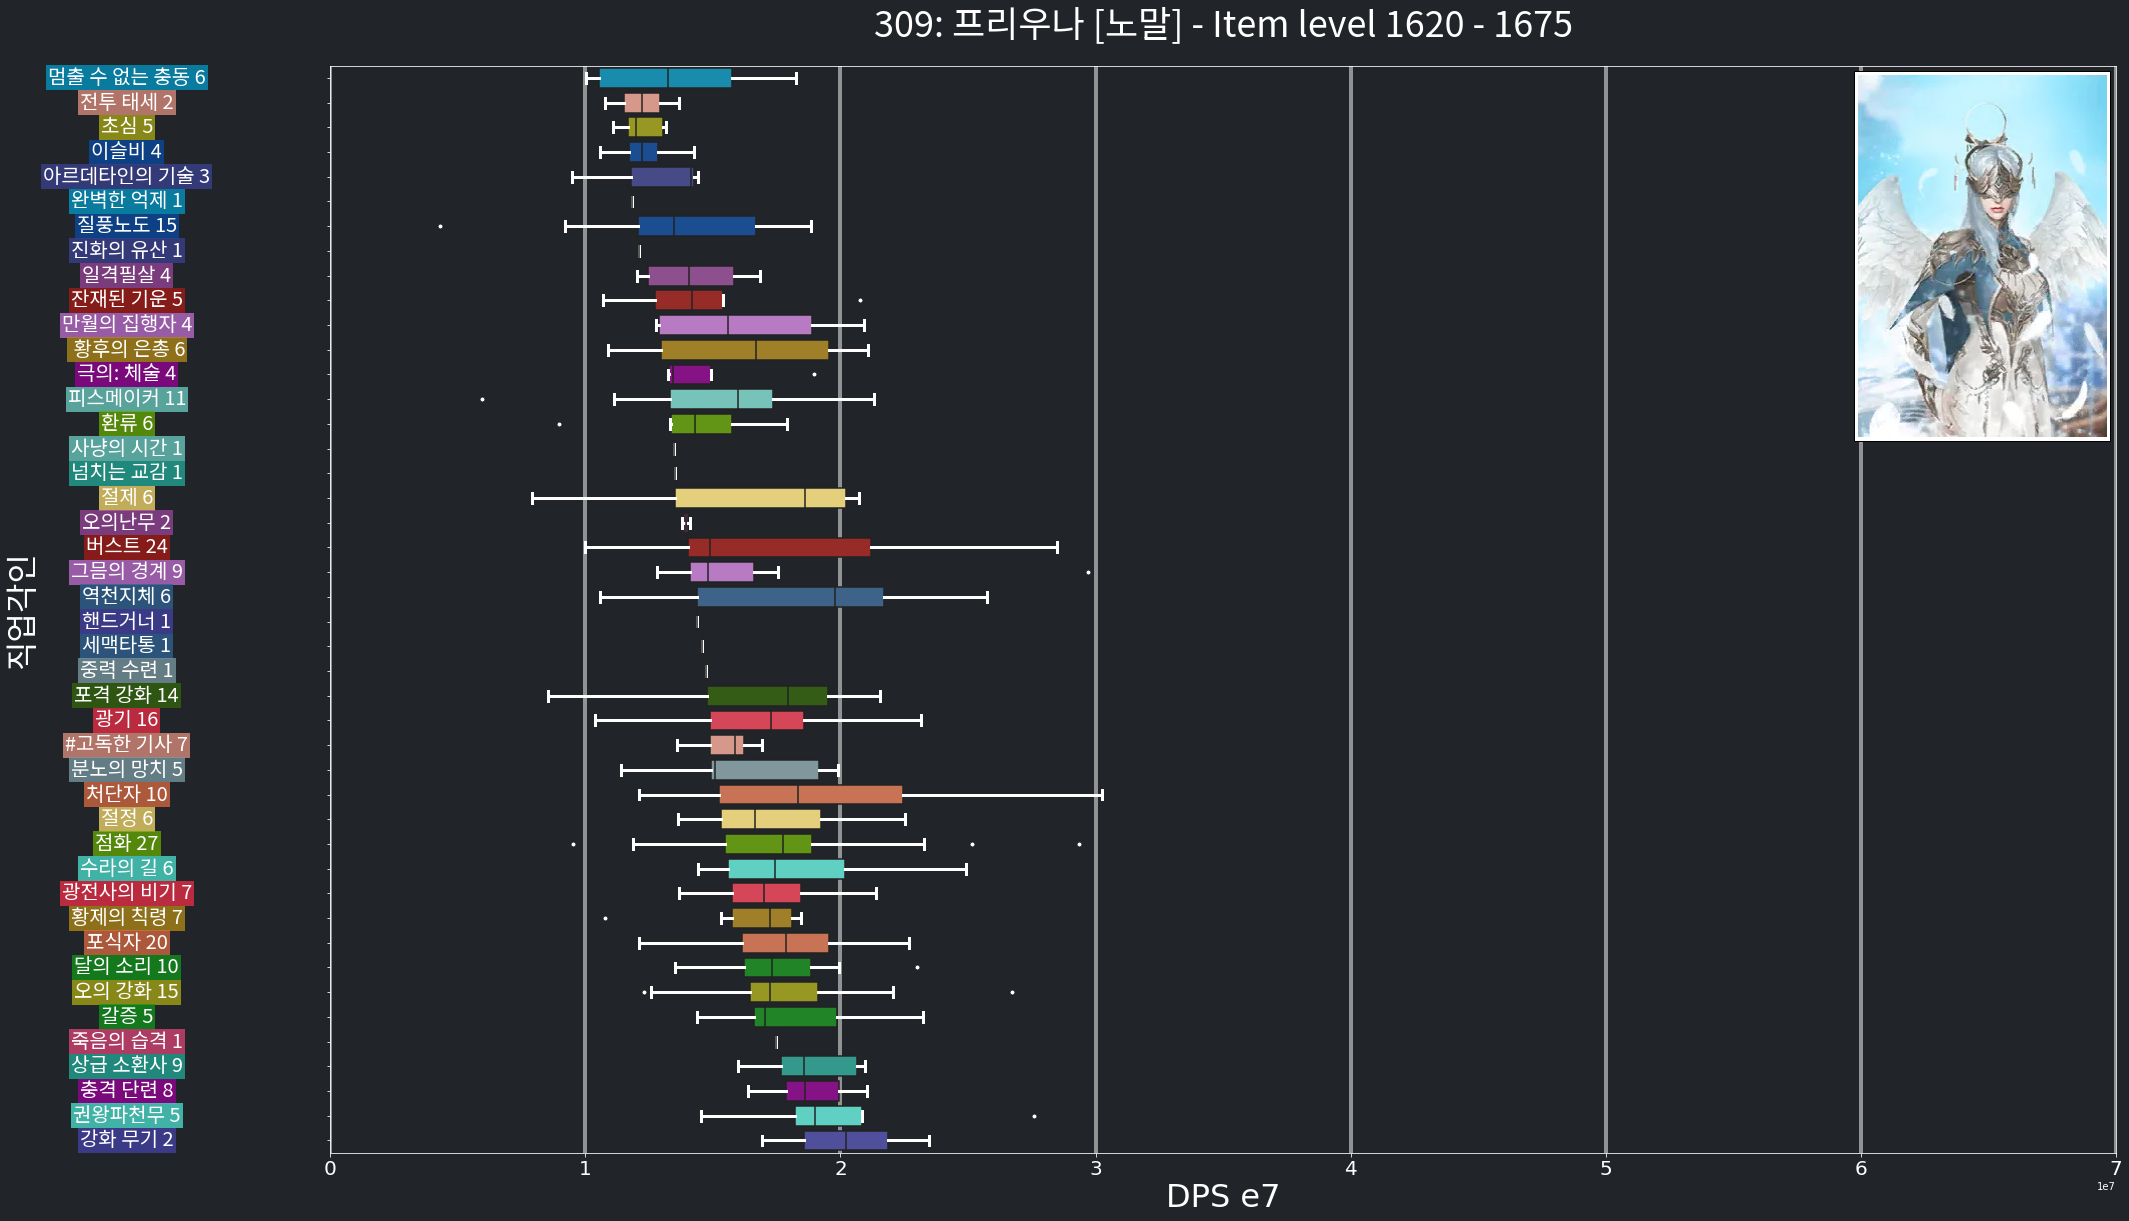 309: 프리우나 [노말] - Item level 1620 - 1675
직업각인
멈출 수 없는 충동 6
전투 태세 2
초심 5
이슬비 4
아르데타인의 기술 3
완벽한 억제 1
질풍노도 15
진화의 유산 1
일격필살 4
잔재된 기운 5
만월의 집행자 4
황후의 은총 6
극의: 체술 4
피스메이커 11
환류 6
사냥의 시간 1
넘치는 교감 1
절제 6
오의난무 2
버스트 24
그믐의 경계 9
역천지체 6
핸드거너 1
세맥타통 1
중력 수련 1
포격 강화 14
광기 16
#고독한 기사 7
분노의 망치 5
처단자 10
절정 6
점화 27
수라의 길 6
광전사의 비기 7
황제의 칙령 7
포식자 20
달의 소리 10
오의 강화 15
갈증 5
죽음의 습격 1
상급 소환사 9
충격 단련 8
권왕파천무 5
강화 무기 2
0 1 2 3 4 5 6 7
1e7
DPS e7